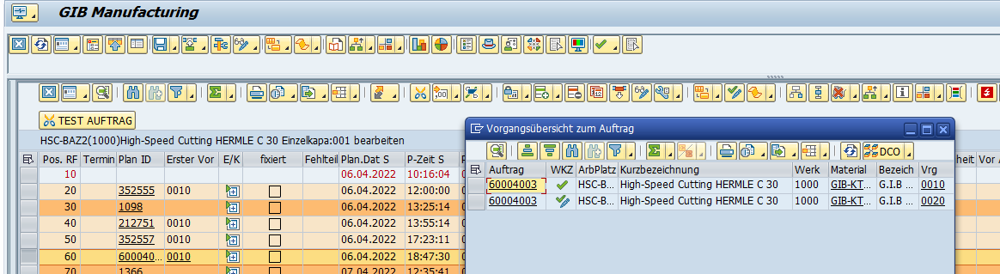 GIB Manufacturing
TEST AUFTRAG
HSC-BAZ2(1000)High-Speed Cutting HERMLE C 30 Einzelkapa:001 bearbeiten
Pos. RF Termin Plan ID Erster Vor E/K fixiert Fehlteil Plan.Dat S P-Zeit S
10 06.04.2022 10:16:04
20 352555 0010 06.04.2022 12:00:00
30 1098 06.04.2022 13:25:14
40 212751 0010 06.04.2022 13:55:14
50 352557 0010 06.04.2022 17:23:11
60 600040... 0010 06.04.2022 18:47:30
70 1366 07.04.2022 12:35:41
Vorgangsübersicht zum Auftrag
DCO
Auftrag WKZ ArbPlatz Kurzbezeichnung Werk Material Bezeich Vrg
60004003 HSC-B... High-Speed Cutting HERMLE C 30 1000 GIB-KT... G.I.B ... 0010
60004003 HSC-B... High-Speed Cutting HERMLE C 30 1000 GIB-KT... G.I.B ... 0020